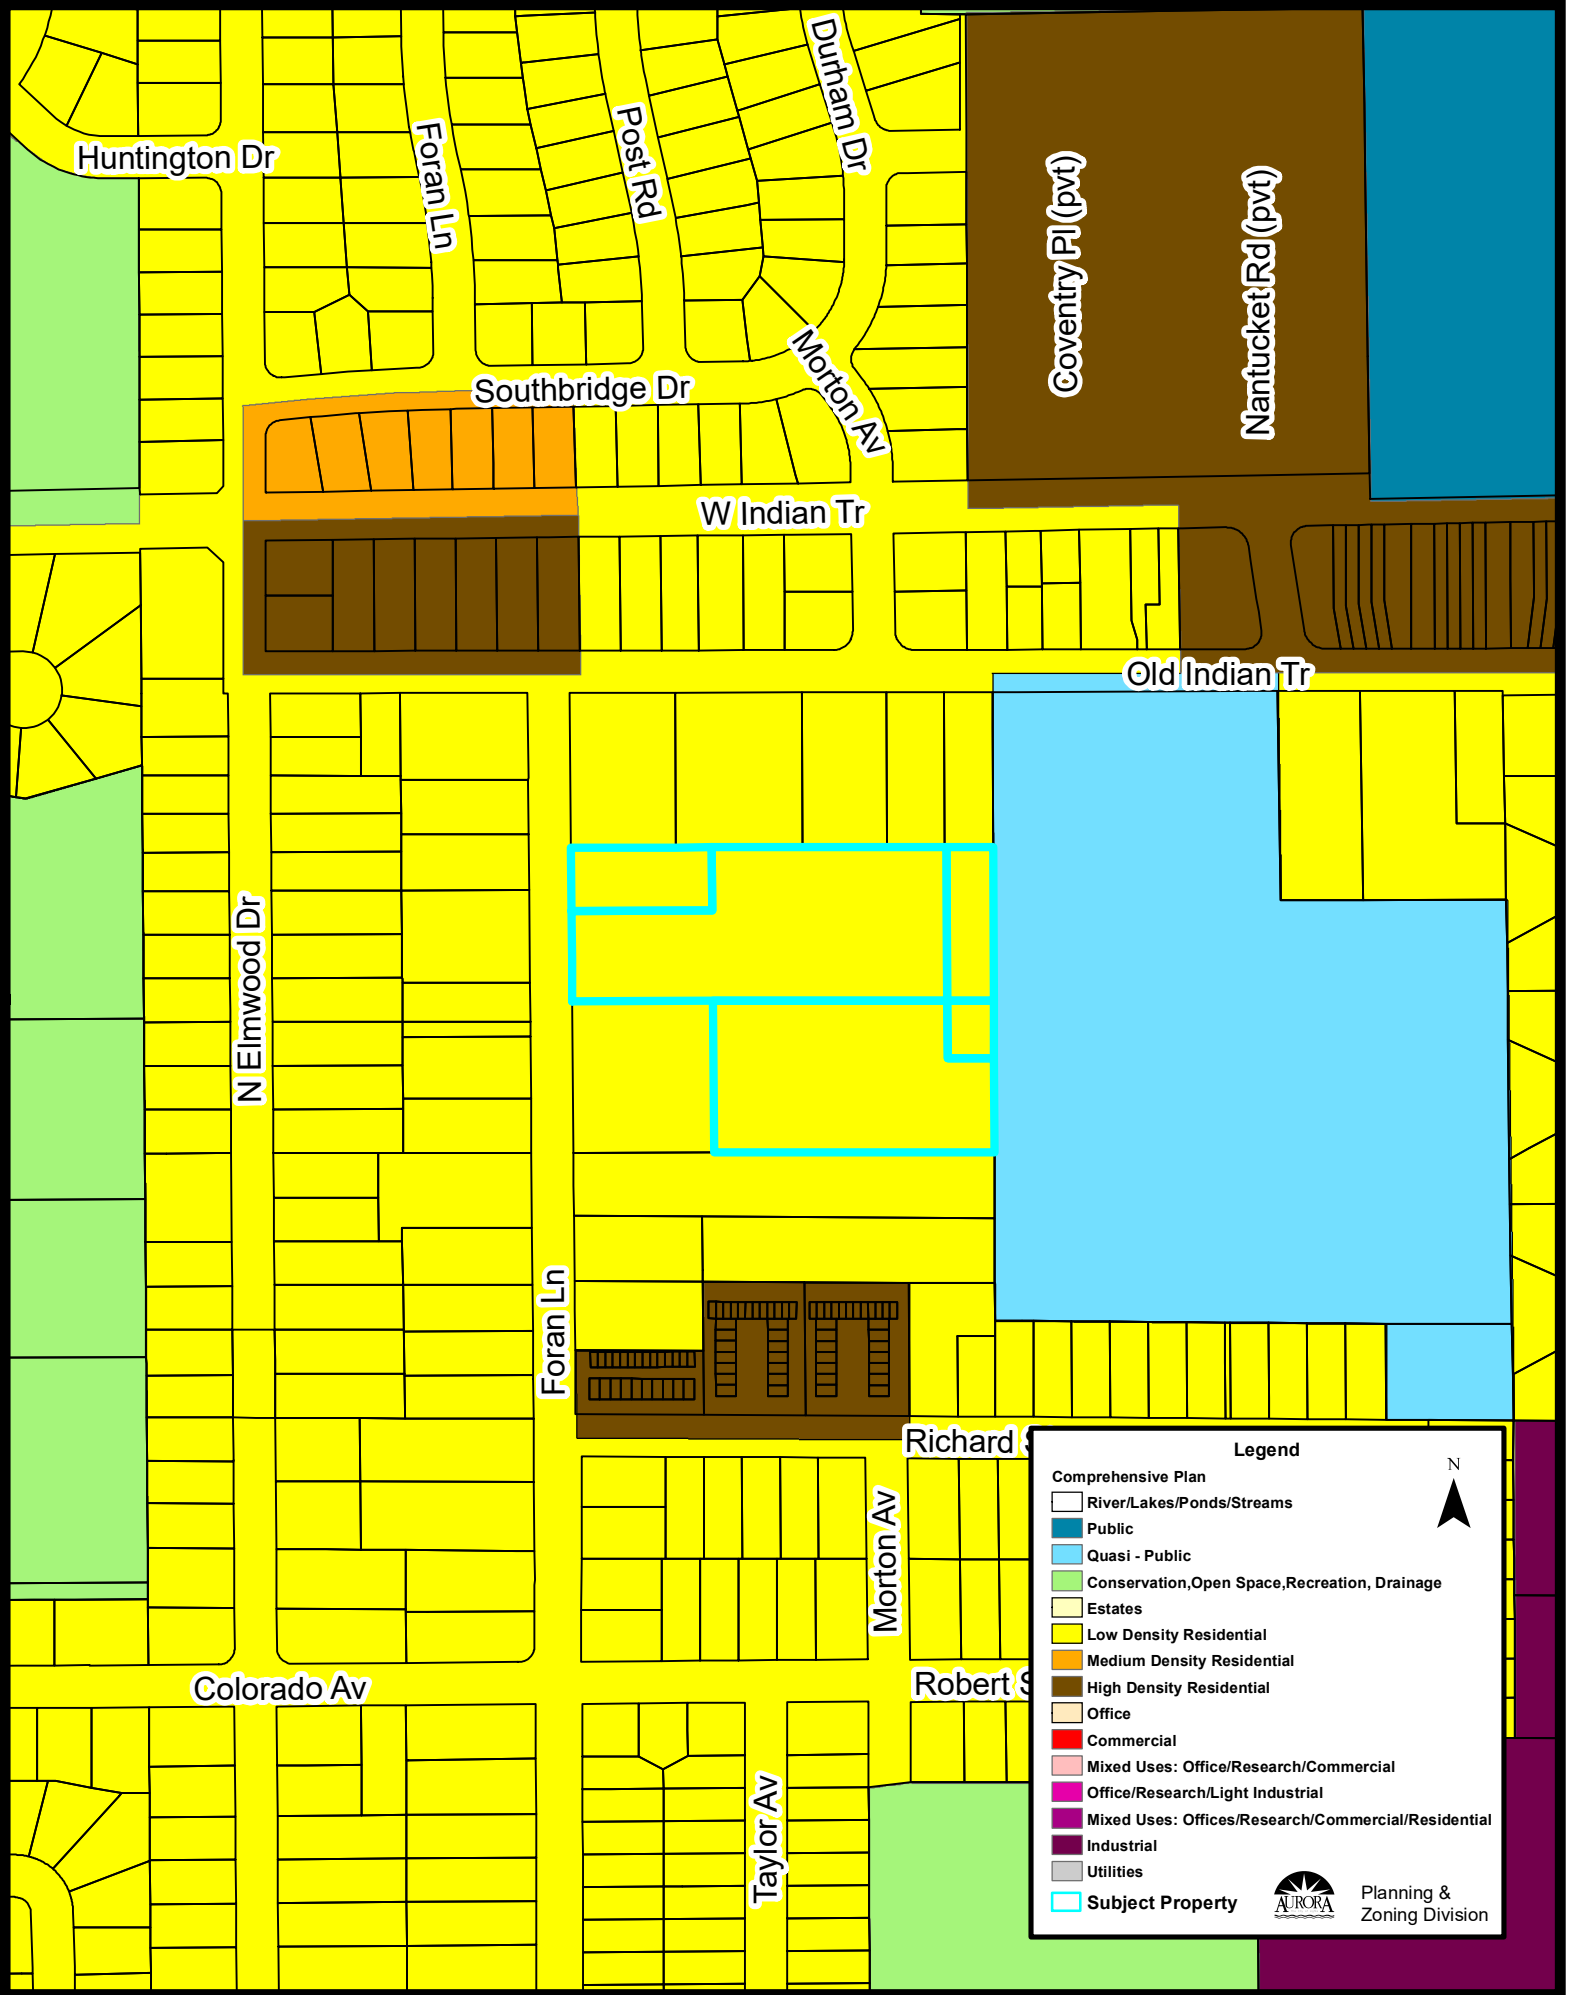 Huntington Dr
Foran Ln
Post Rd
Durham Dr
Coventry Pl (pvt)
Nantucket Rd (pvt)
Morton Av
Southbridge Dr
W Indian Tr
Old Indian Tr
N Elmwood Dr
Foran Ln
Richard S
Morton Av
Colorado Av
Robert S
Taylor Av
Legend
N
Comprehensive Plan
River/Lakes/Ponds/Streams
Public
Quasi - Public
Conservation,Open Space,Recreation, Drainage
Estates
Low Density Residential
Medium Density Residential
High Density Residential
Office
Commercial
Mixed Uses: Office/Research/Commercial
Office/Research/Light Industrial
Mixed Uses: Offices/Research/Commercial/Residential
Industrial
Utilities
Subject Property
AURORA
Planning &
Zoning Division